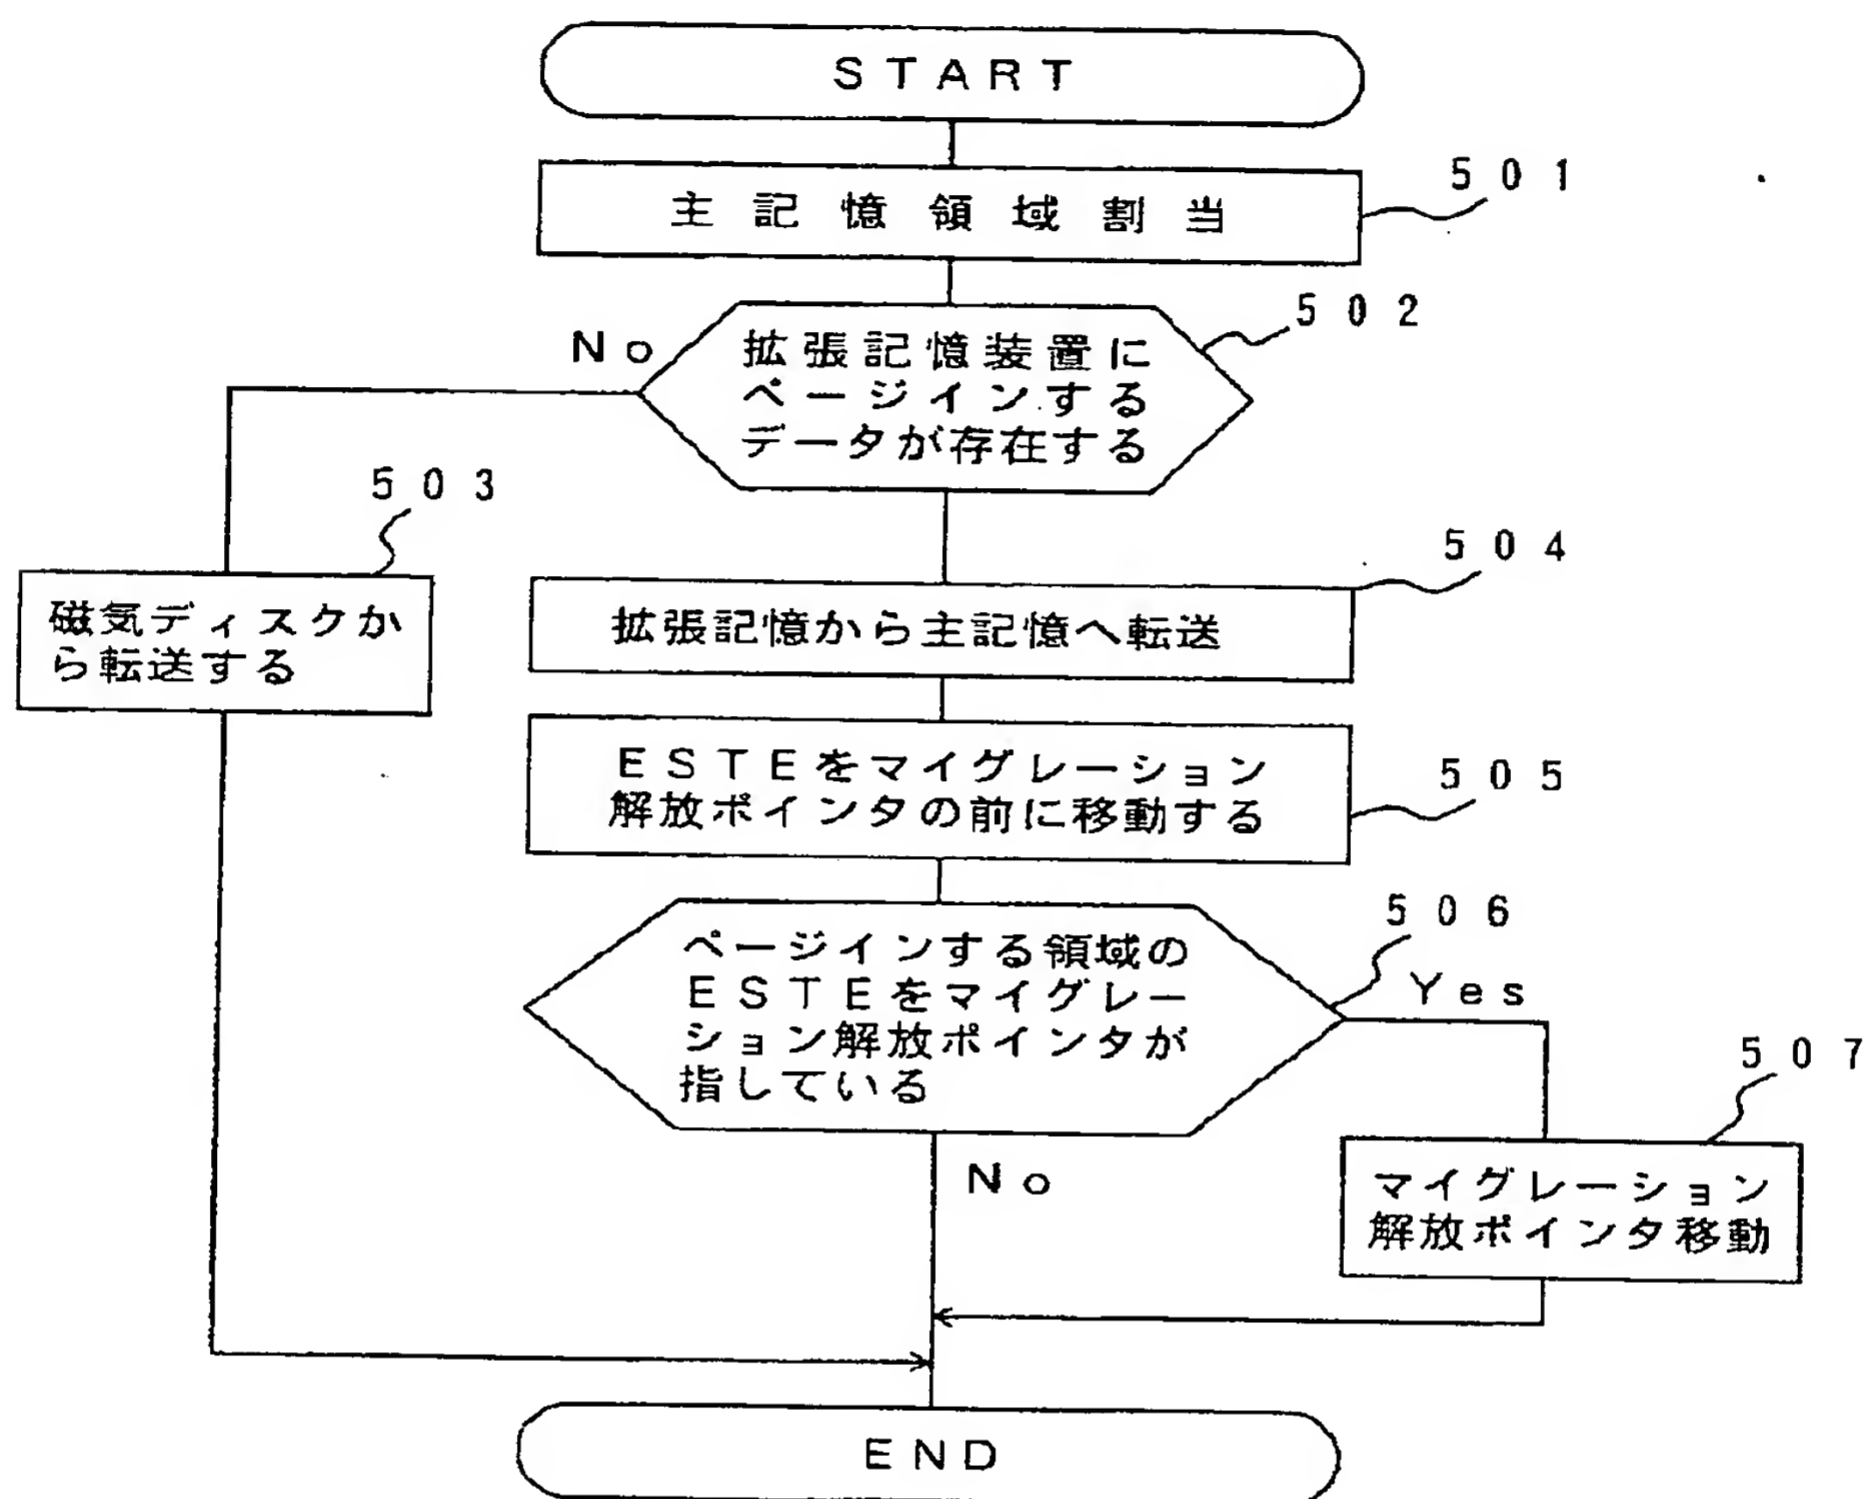 START
主記憶領域割当
501
拡張記憶装置に
ページインする
データが存在する
502
No
503
磁気ディスクか
ら転送する
504
拡張記憶から主記憶へ転送
ESTEをマイグレーション
解放ポインタの前に移動する
505
ページインする領域の
ESTEをマイグレー
ション解放ポインタが
指している
506
Yes
507
No
マイグレーション
解放ポインタ移動
END